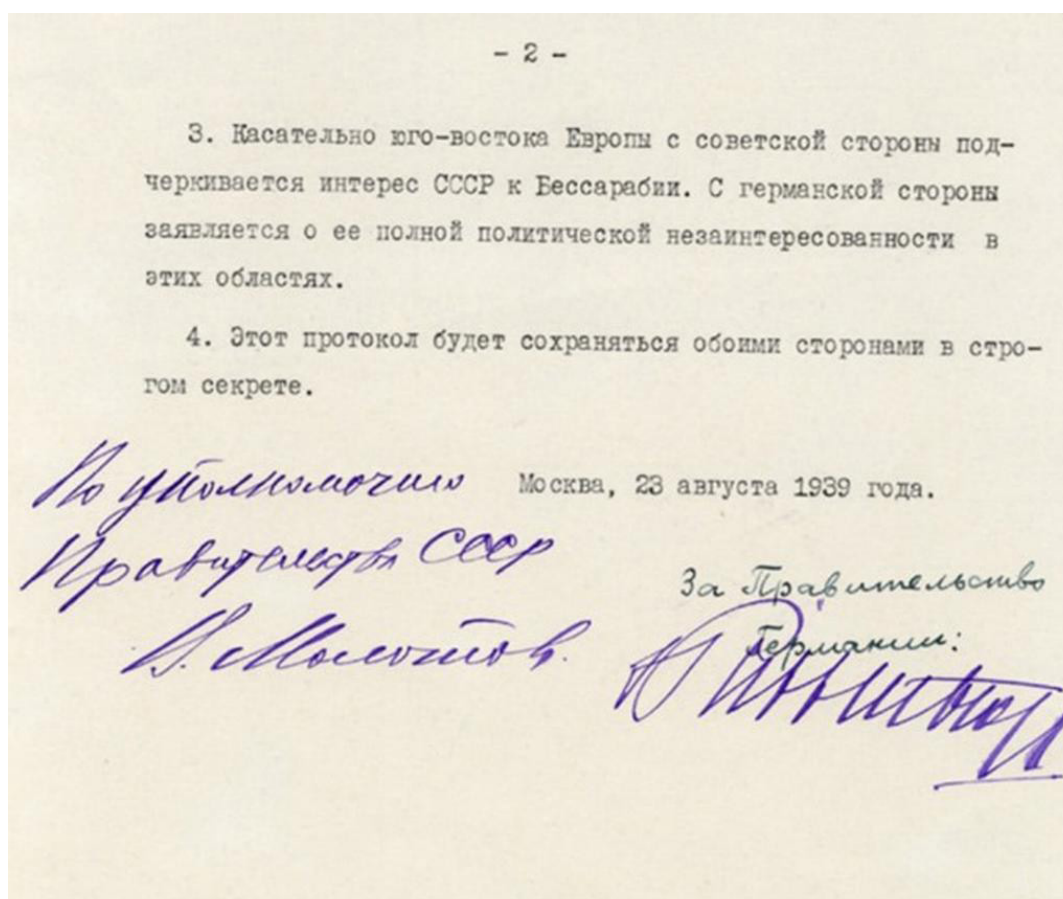 - 2 -
3. Касательно юго-востока Европы с советской стороны под-
черкивается интерес СССР к Бессарабии. С германской стороны
заявляется о ее полной политической незаинтересованности в
этих областях.
4. Этот протокол будет сохраняться обоими сторонами в стро-
гом секрете.
По уполномочию
Правительства СССР
В. Молотов.
Москва, 23 августа 1939 года.
За Правительство
Германии: